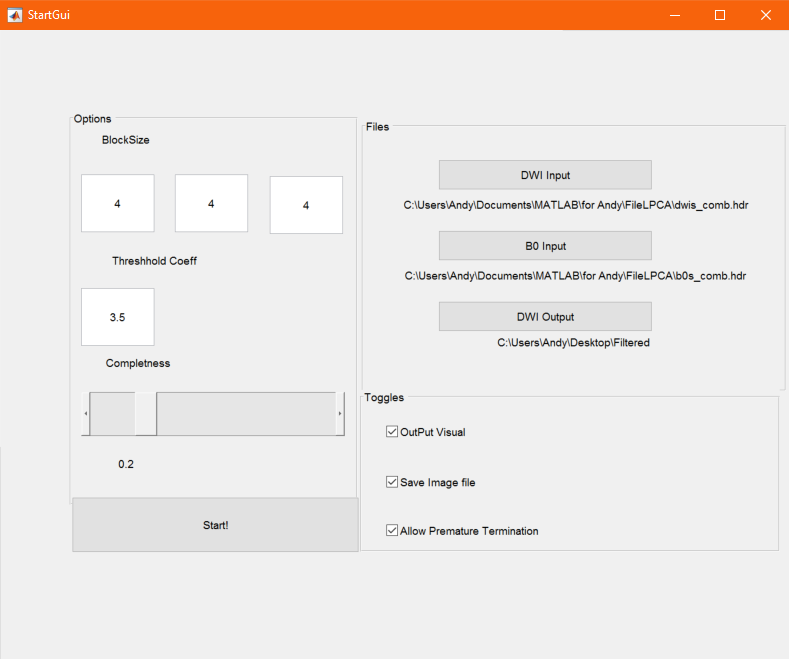 StartGui
Options
BlockSize
4 4 4
Threshhold Coeff
3.5
Completness
0.2
Start!
Files
DWI Input
C:\Users\Andy\Documents\MATLAB\for Andy\FileLPCA\dwis_comb.hdr
B0 Input
C:\Users\Andy\Documents\MATLAB\for Andy\FileLPCA\b0s_comb.hdr
DWI Output
C:\Users\Andy\Desktop\Filtered
Toggles
OutPut Visual
Save Image file
Allow Premature Termination